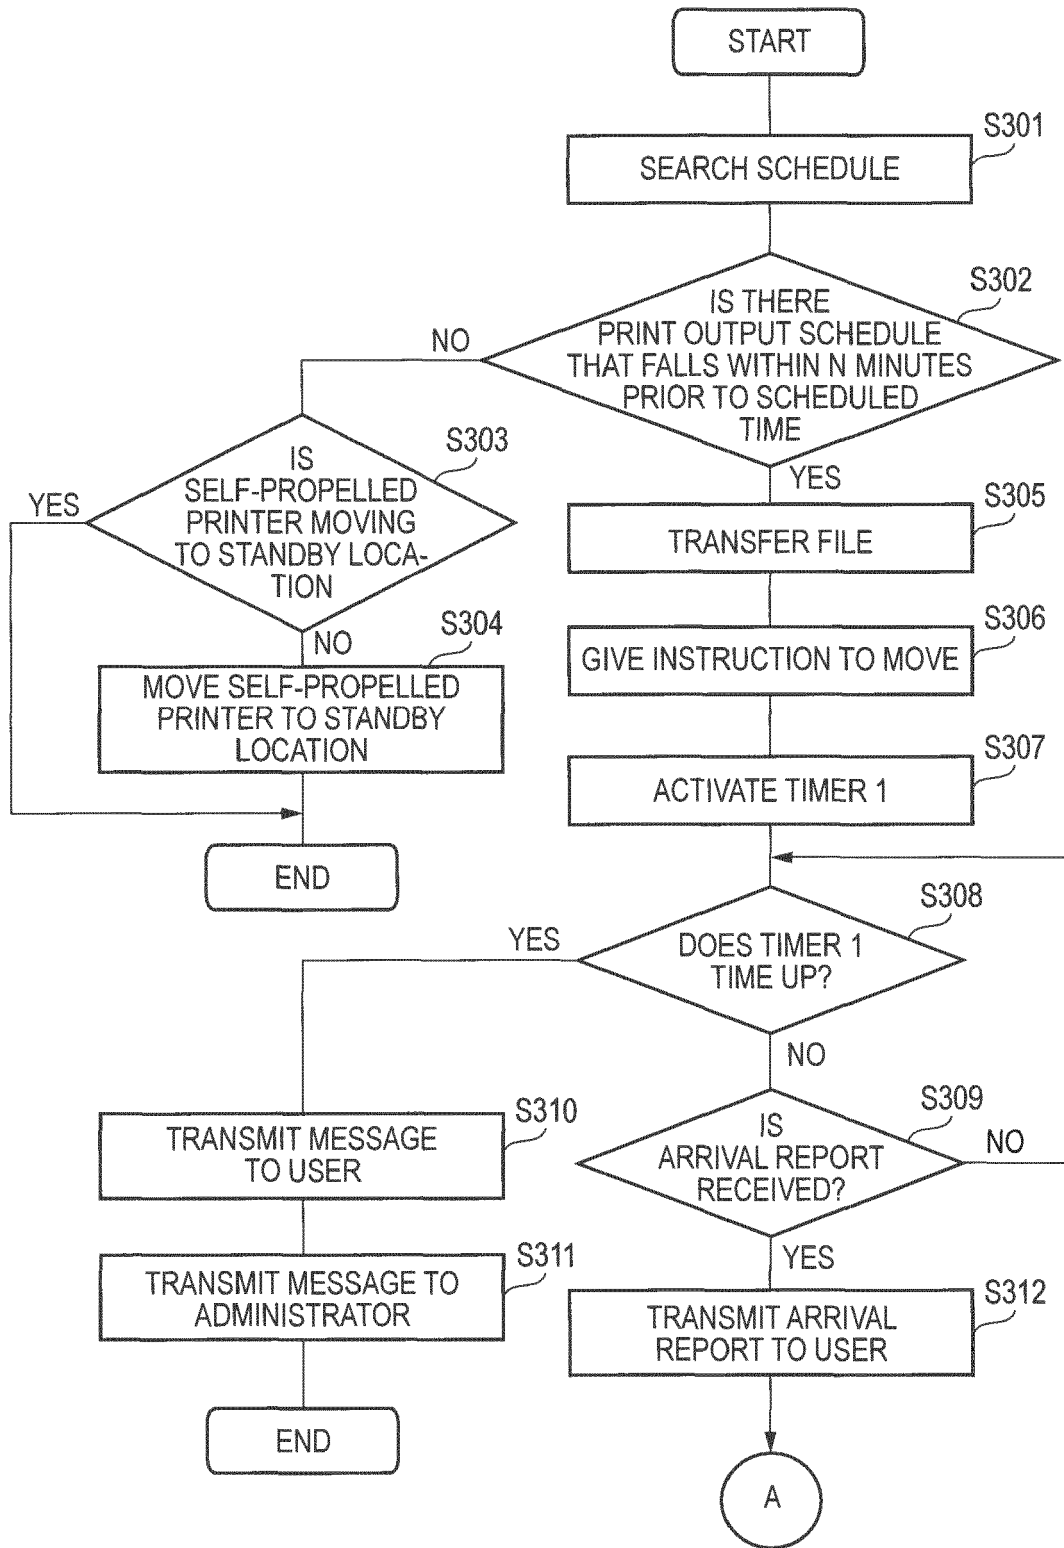 START
S301
SEARCH SCHEDULE
S302
IS THERE
PRINT OUTPUT SCHEDULE
THAT FALLS WITHIN N MINUTES
PRIOR TO SCHEDULED
TIME
NO
YES
S303
IS
SELF-PROPELLED
PRINTER MOVING
TO STANDBY LOCA-
TION
YES
NO
S304
MOVE SELF-PROPELLED
PRINTER TO STANDBY
LOCATION
END
S305
TRANSFER FILE
S306
GIVE INSTRUCTION TO MOVE
S307
ACTIVATE TIMER 1
S308
DOES TIMER 1
TIME UP?
YES
NO
S309
IS
ARRIVAL REPORT
RECEIVED?
NO
YES
S310
TRANSMIT MESSAGE
TO USER
S311
TRANSMIT MESSAGE TO
ADMINISTRATOR
END
S312
TRANSMIT ARRIVAL
REPORT TO USER
A